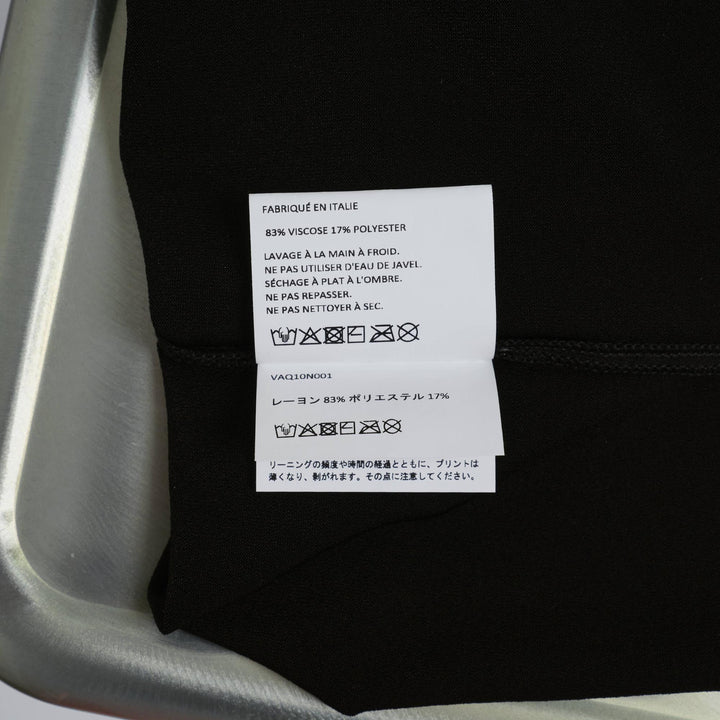 FABRIQUÉ EN ITALIE
83% VISCOSE 17% POLYESTER
LAVAGE À LA MAIN À FROID.
NE PAS UTILISER D'EAU DE JAVEL.
SÉCHAGE À PLAT À L'OMBRE.
NE PAS REPASSER.
NE PAS NETTOYER À SEC.
VAQ10N001
レーヨン 83% ポリエステル 17%
リーニングの頻度や時間の経過とともに、プリントは
薄くなり、剥がれます。その点に注意してください。